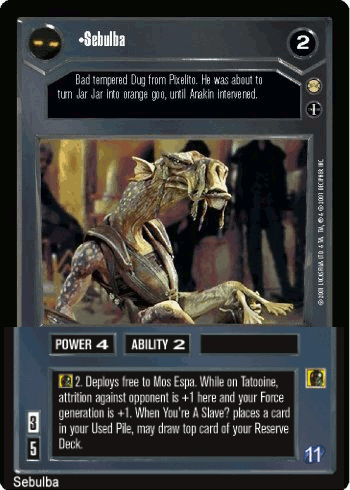 •Sebulba
2
Bad tempered Dug from Pixelito. He was about to
turn Jar Jar into orange goo, until Anakin intervened.
POWER 4
ABILITY 2
2. Deploys free to Mos Espa. While on Tatooine,
attrition against opponent is +1 here and your Force
generation is +1. When You're A Slave? places a card
in your Used Pile, may draw top card of your Reserve
Deck.
3
5
11
Sebulba